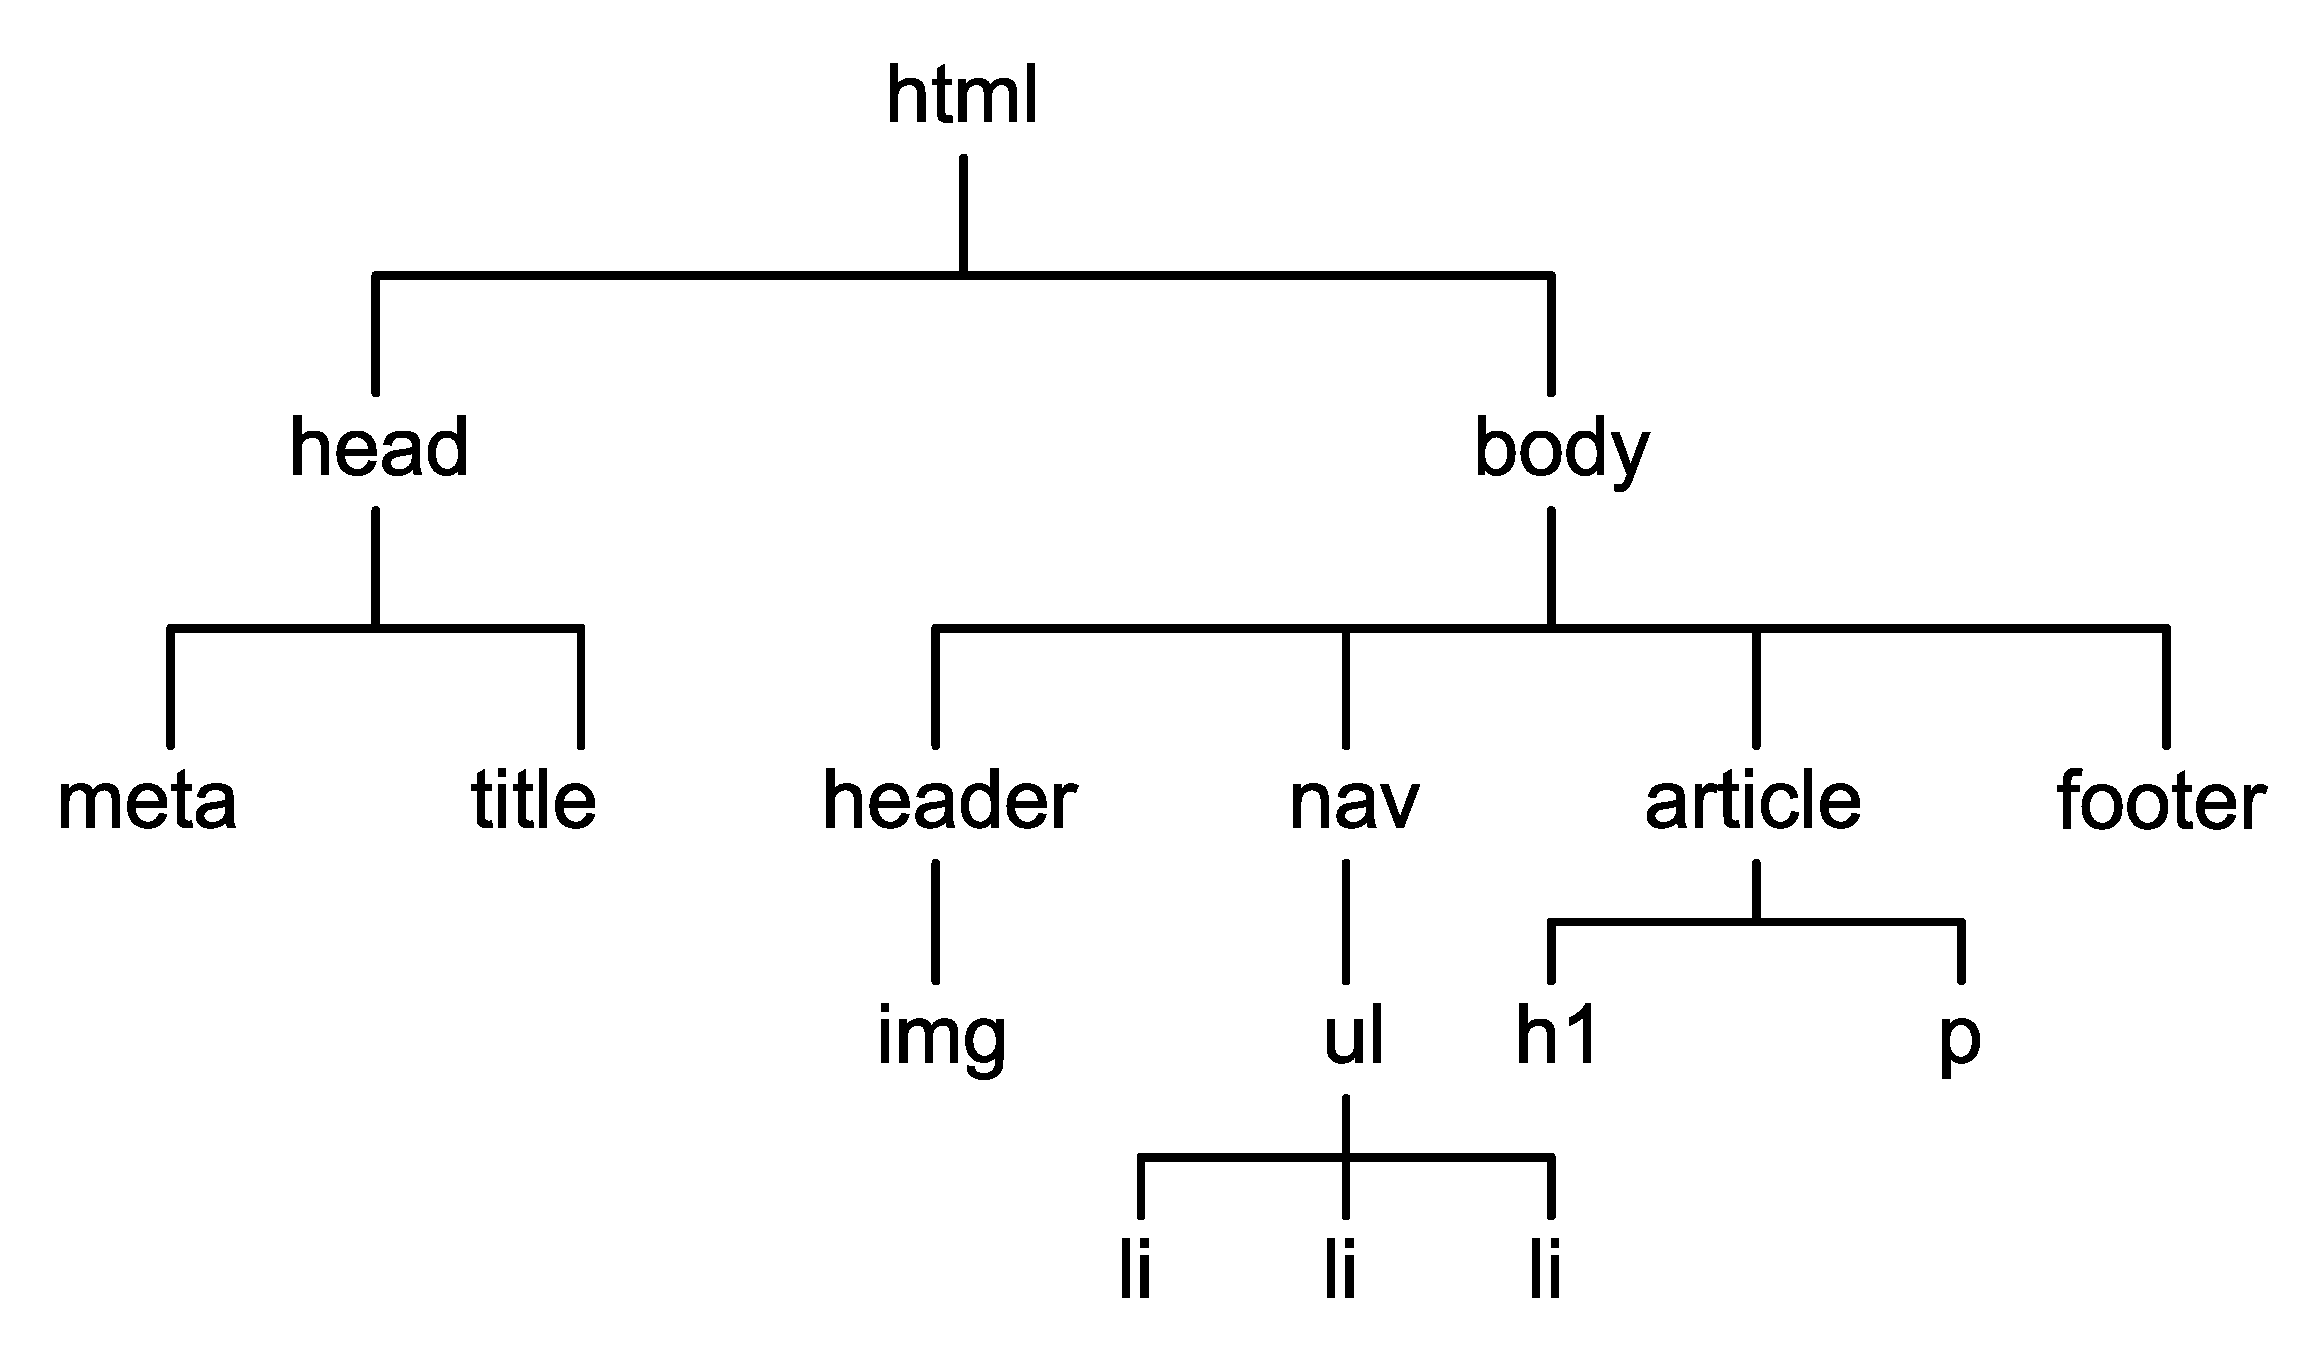 html
head body
meta title header nav article footer
img ul h1 p
li li li